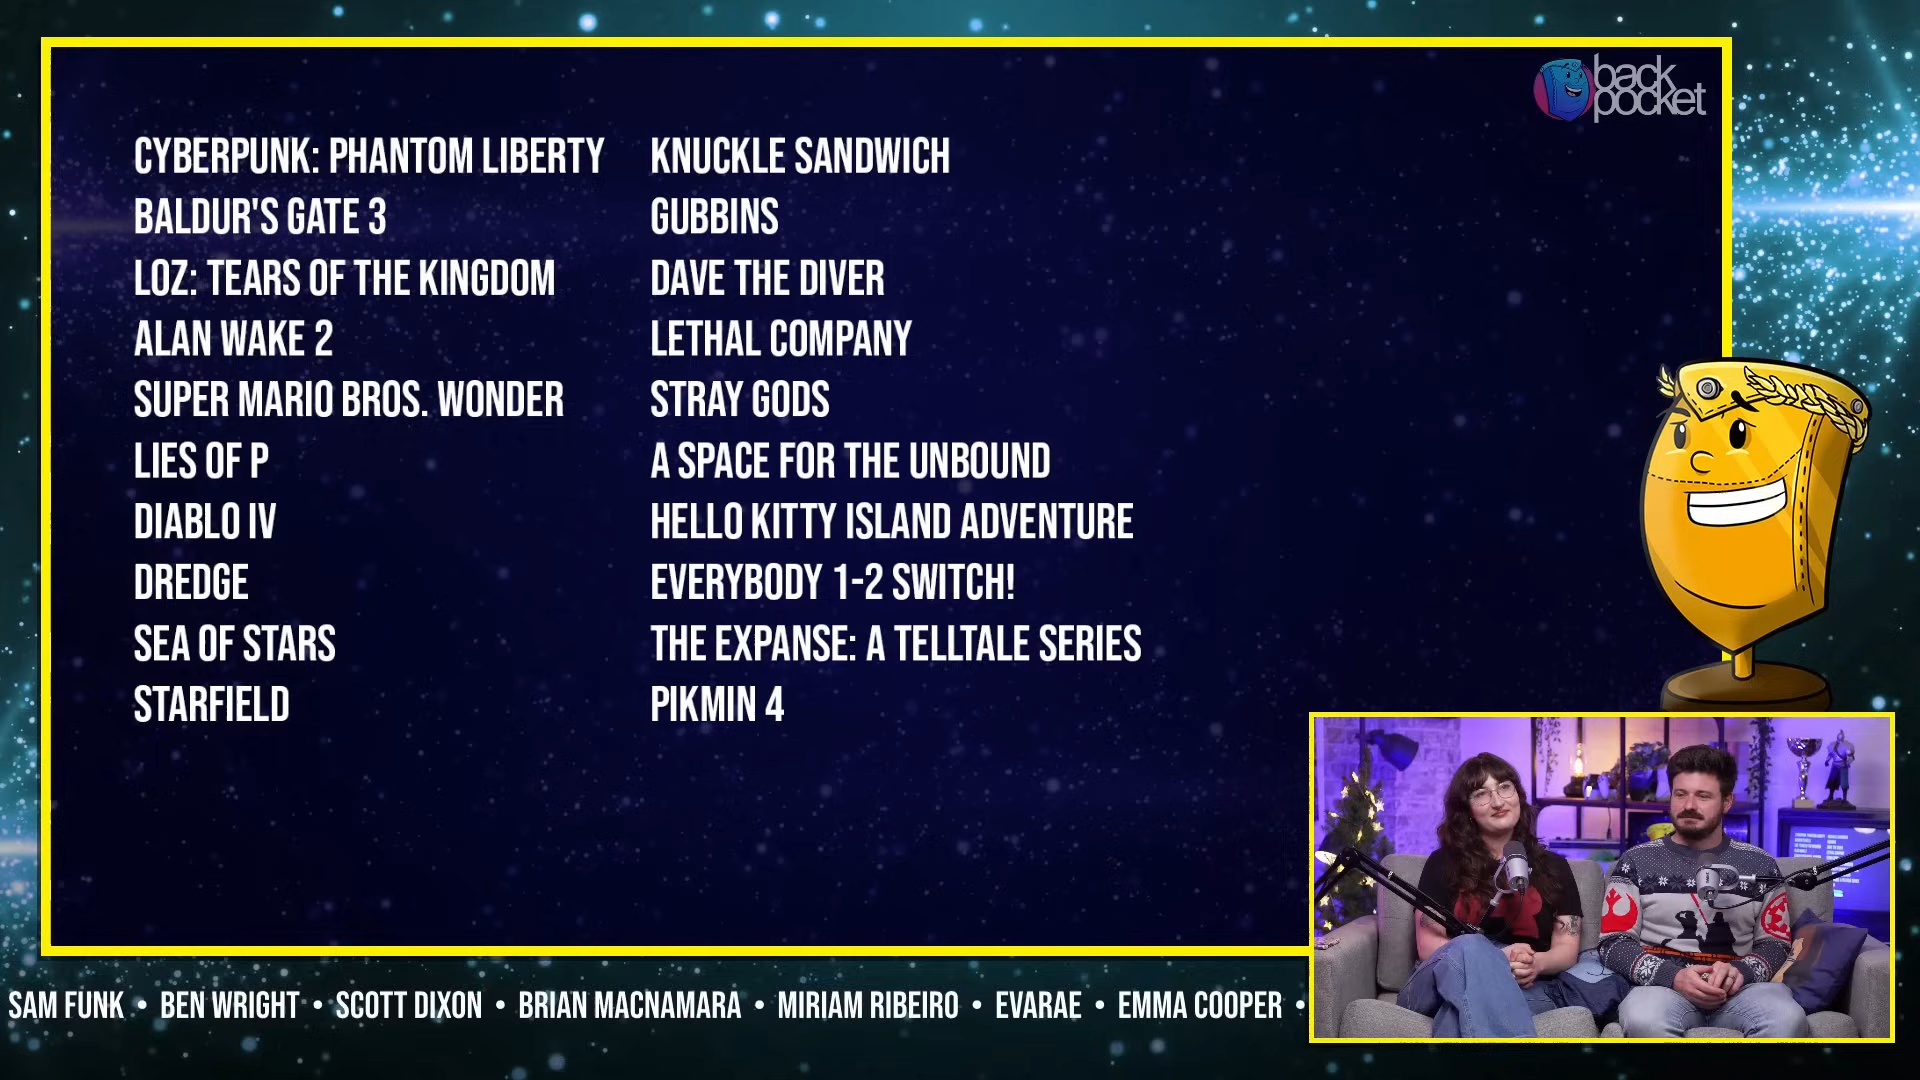 back
pocket
CYBERPUNK: PHANTOM LIBERTY
BALDUR'S GATE 3
LOZ: TEARS OF THE KINGDOM
ALAN WAKE 2
SUPER MARIO BROS. WONDER
LIES OF P
DIABLO IV
DREDGE
SEA OF STARS
STARFIELD
KNUCKLE SANDWICH
GUBBINS
DAVE THE DIVER
LETHAL COMPANY
STRAY GODS
A SPACE FOR THE UNBOUND
HELLO KITTY ISLAND ADVENTURE
EVERYBODY 1-2 SWITCH!
THE EXPANSE: A TELLTALE SERIES
PIKMIN 4
SAM FUNK • BEN WRIGHT • SCOTT DIXON • BRIAN MACNAMARA • MIRIAM RIBEIRO • EVARAE • EMMA COOPER •